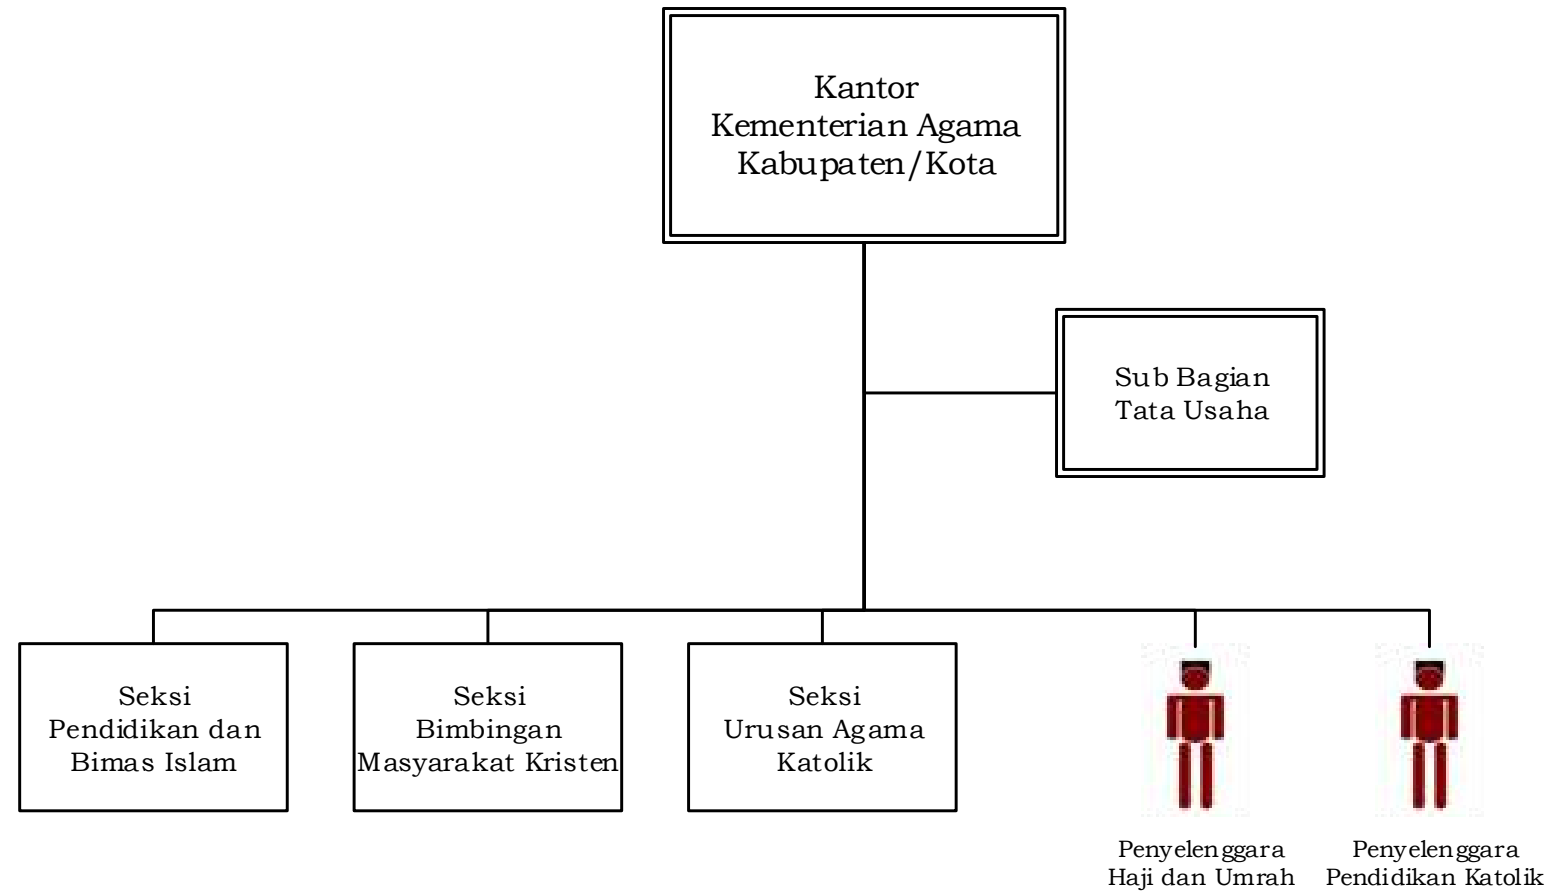 Kantor
Kementerian Agama
Kabupaten/Kota
Sub Bagian
Tata Usaha
Seksi
Pendidikan dan
Bimas Islam
Seksi
Bimbingan
Masyarakat Kristen
Seksi
Urusan Agama
Katolik
Penyelenggara
Haji dan Umrah
Penyelenggara
Pendidikan Katolik